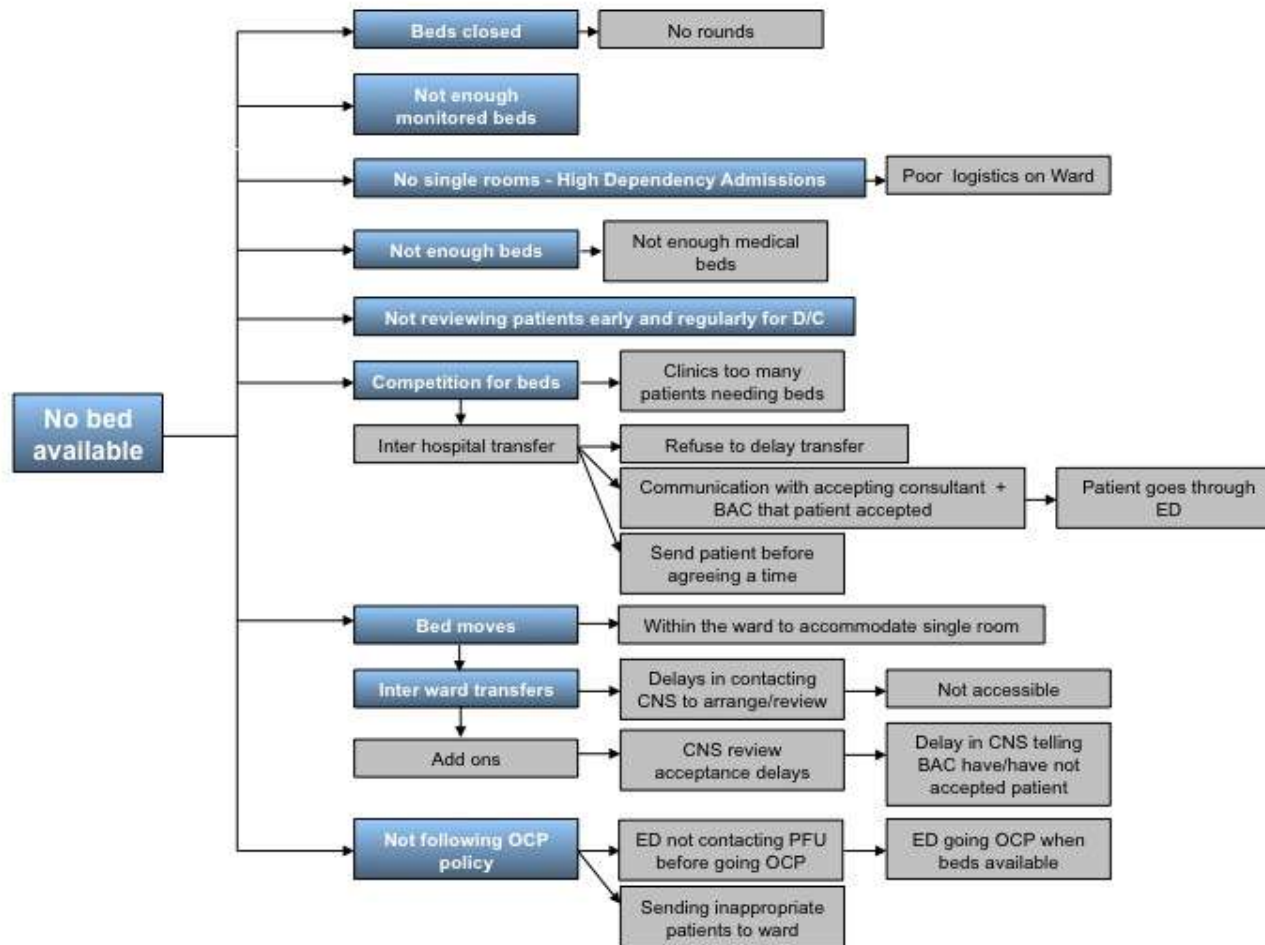 Beds closed
No rounds
Not enough
monitored beds
No single rooms - High Dependency Admissions
Poor logistics on Ward
Not enough beds
Not enough medical
beds
Not reviewing patients early and regularly for D/C
No bed
available
Competition for beds
Clinics too many
patients needing beds
Inter hospital transfer
Refuse to delay transfer
Communication with accepting consultant +
BAC that patient accepted
Patient goes through
ED
Send patient before
agreeing a time
Bed moves
Within the ward to accommodate single room
Inter ward transfers
Delays in contacting
CNS to arrange/review
Not accessible
Add ons
CNS review
acceptance delays
Delay in CNS telling
BAC have/have not
accepted patient
Not following OCP
policy
ED not contacting PFU
before going OCP
ED going OCP when
beds available
Sending inappropriate
patients to ward